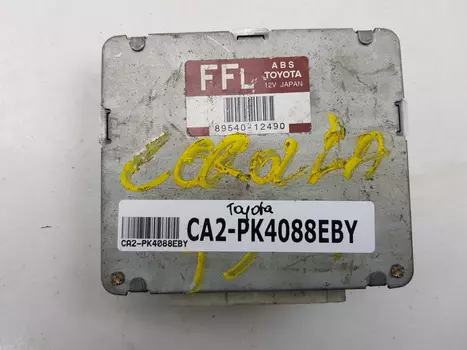 FFL
ABS
TOYOTA
12V JAPAN
89540-12490
COROLLA
Toyota
CA2-PK4088EBY
CA2-PK4088EBY